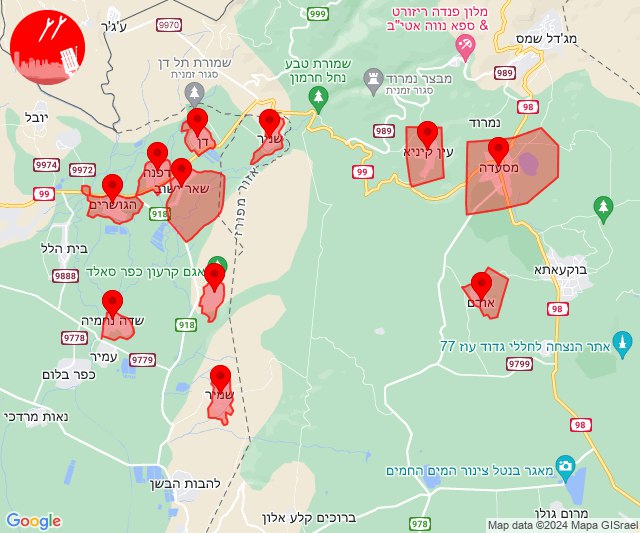 מלון פנדה ריזורט
& ספא נווה אטי"ב
999
9970
ע'ג'ר
מג'דל שמס
שמורת תל דן
סגור זמנית
שמורת טבע
נחל חרמון
989
מבצר נמרוד
סגור זמנית
98
יובל
נמרוד
989
דן
שניר
עין קיניא
9974
9972
דפנה
מסעדה
99
99
שאר ישוב
הגושרים
918
אזור מפורז
בית הלל
אגם קרעון כפר סאלד
בוקעאתא
9888
אודם
98
שדה נחמיה
918
9778
9779
עמיר
אתר הנצחה לחללי גדוד עוז 77
9799
כפר בלום
שמיר
נאות מרדכי
98
מאגר בנטל צינור המים החמים
להבות הבשן
מרום גולן
ברוכים קלע אלון
978
Google
Map data ©2024 Mapa GISrael